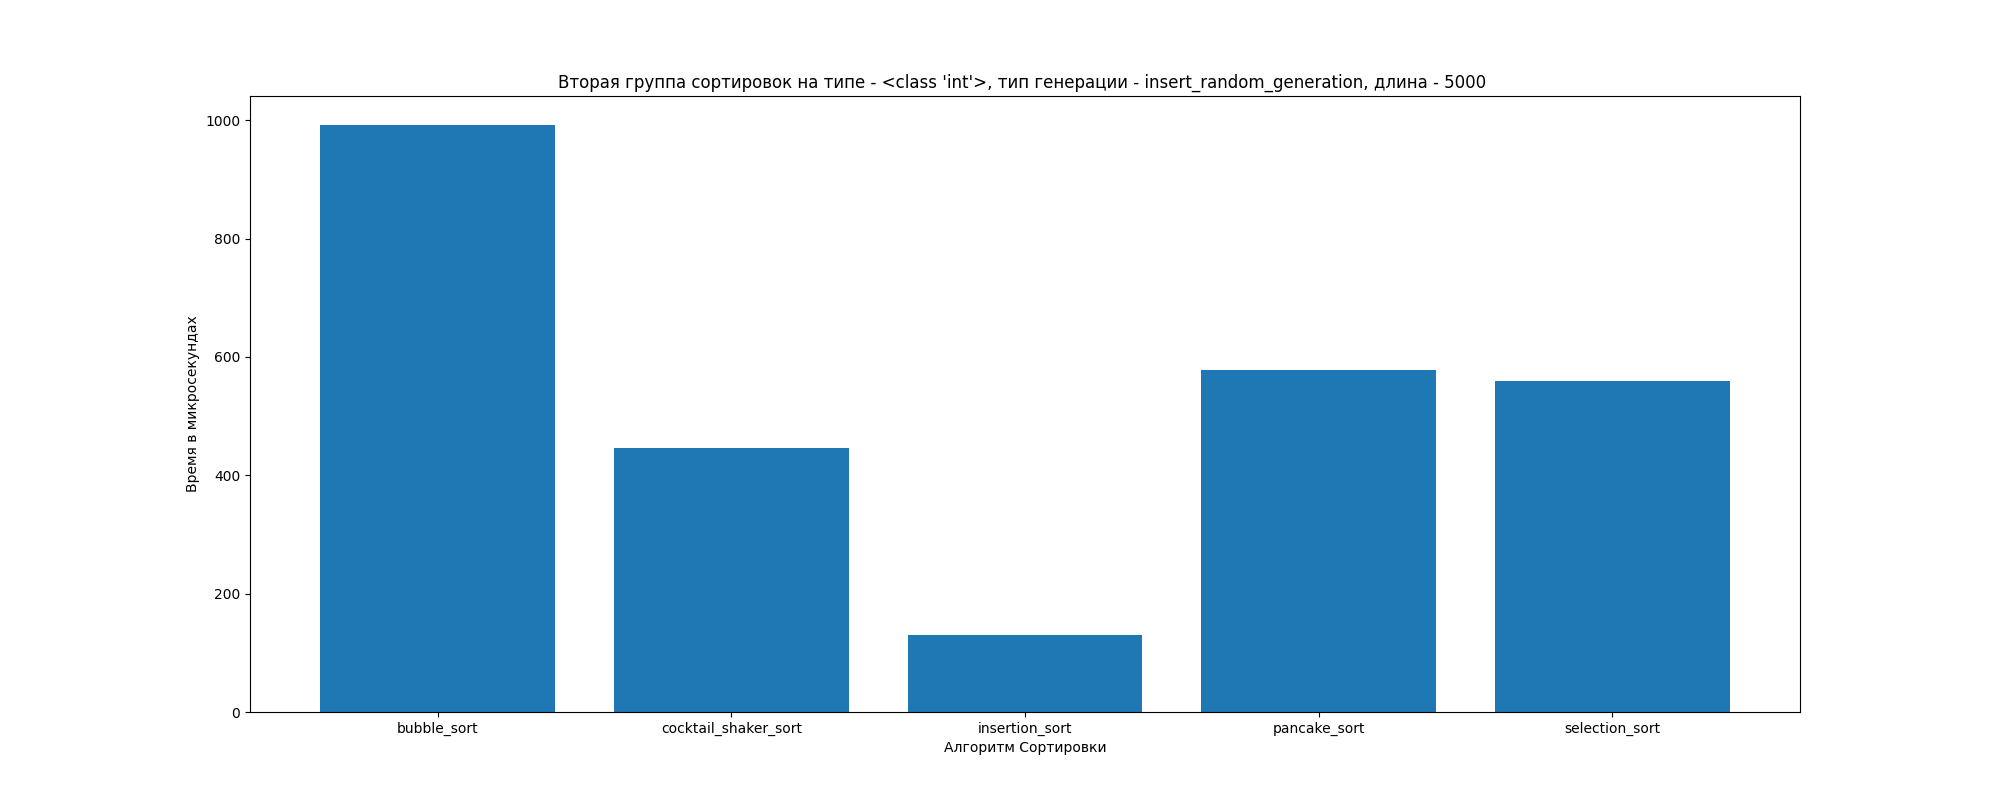 Вторая группа сортировок на типе - <class 'int'>, тип генерации - insert_random_generation, длина - 5000
1000
800
600
400
200
0
Время в микросекундах
bubble_sort
cocktail_shaker_sort
insertion_sort
pancake_sort
selection_sort
Алгоритм Сортировки